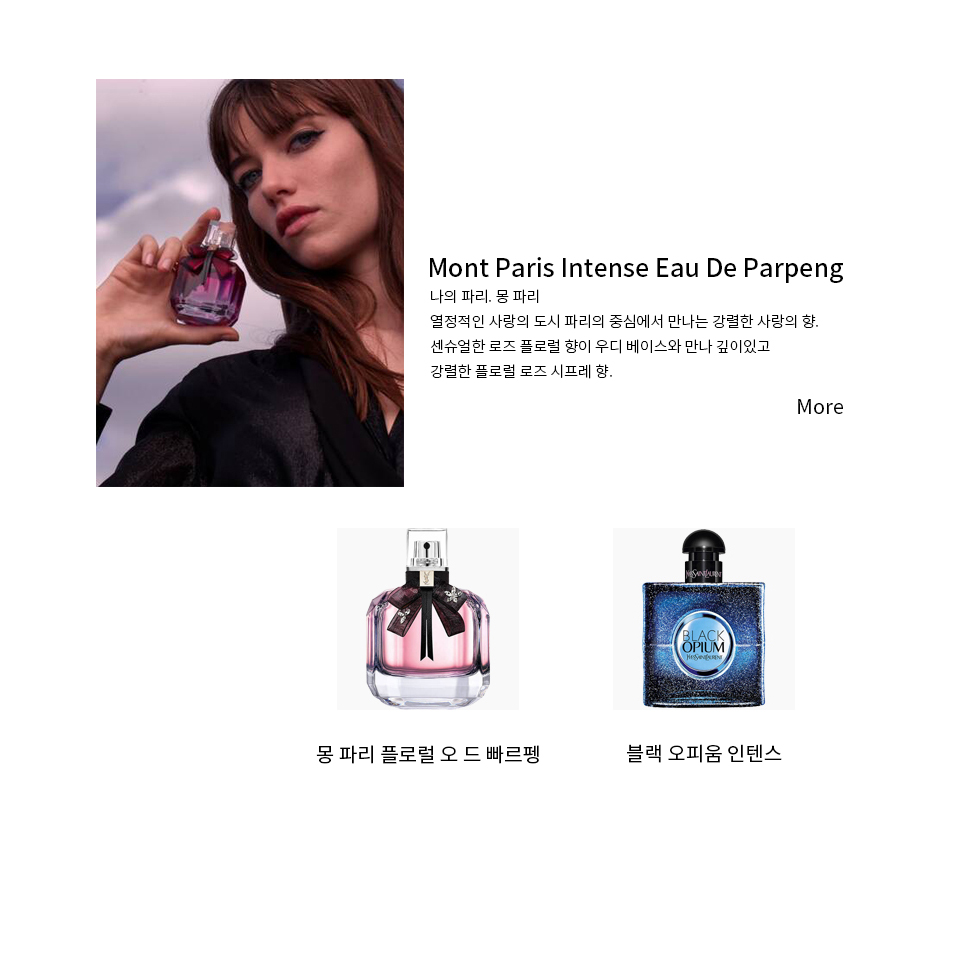 Mont Paris Intense Eau De Parpeng
나의 파리. 몽 파리
열정적인 사랑의 도시 파리의 중심에서 만나는 강렬한 사랑의 향.
센슈얼한 로즈 플로럴 향이 우디 베이스와 만나 깊이있고
강렬한 플로럴 로즈 시프레 향.
More
YVESSAINTLAURENT
BLACK
OPIUM
YVESSAINTLAURENT
몽 파리 플로럴 오 드 빠르펭
블랙 오피움 인텐스